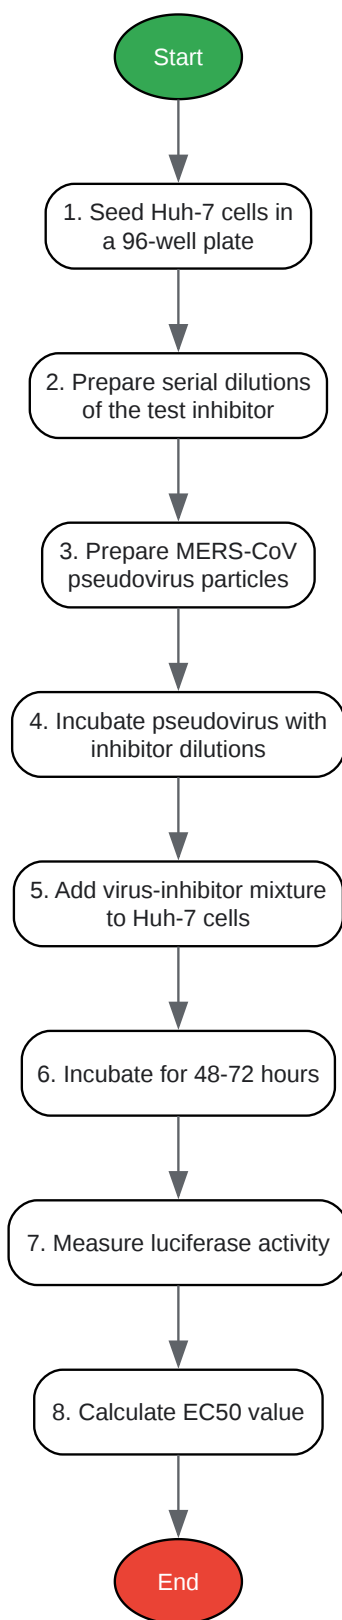 Start
1. Seed Huh-7 cells in
a 96-well plate
2. Prepare serial dilutions
of the test inhibitor
3. Prepare MERS-CoV
pseudovirus particles
4. Incubate pseudovirus with
inhibitor dilutions
5. Add virus-inhibitor mixture
to Huh-7 cells
6. Incubate for 48-72 hours
7. Measure luciferase activity
8. Calculate EC50 value
End